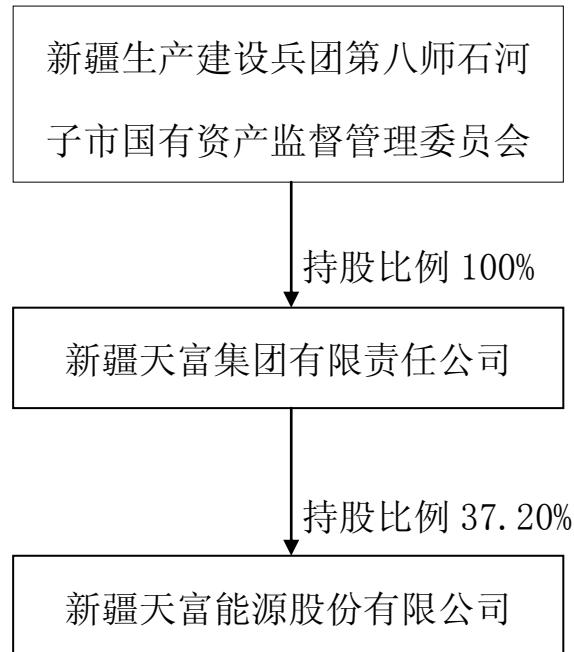 新疆生产建设兵团第八师石河
子市国有资产监督管理委员会
持股比例 100%
新疆天富集团有限责任公司
持股比例 37.20%
新疆天富能源股份有限公司